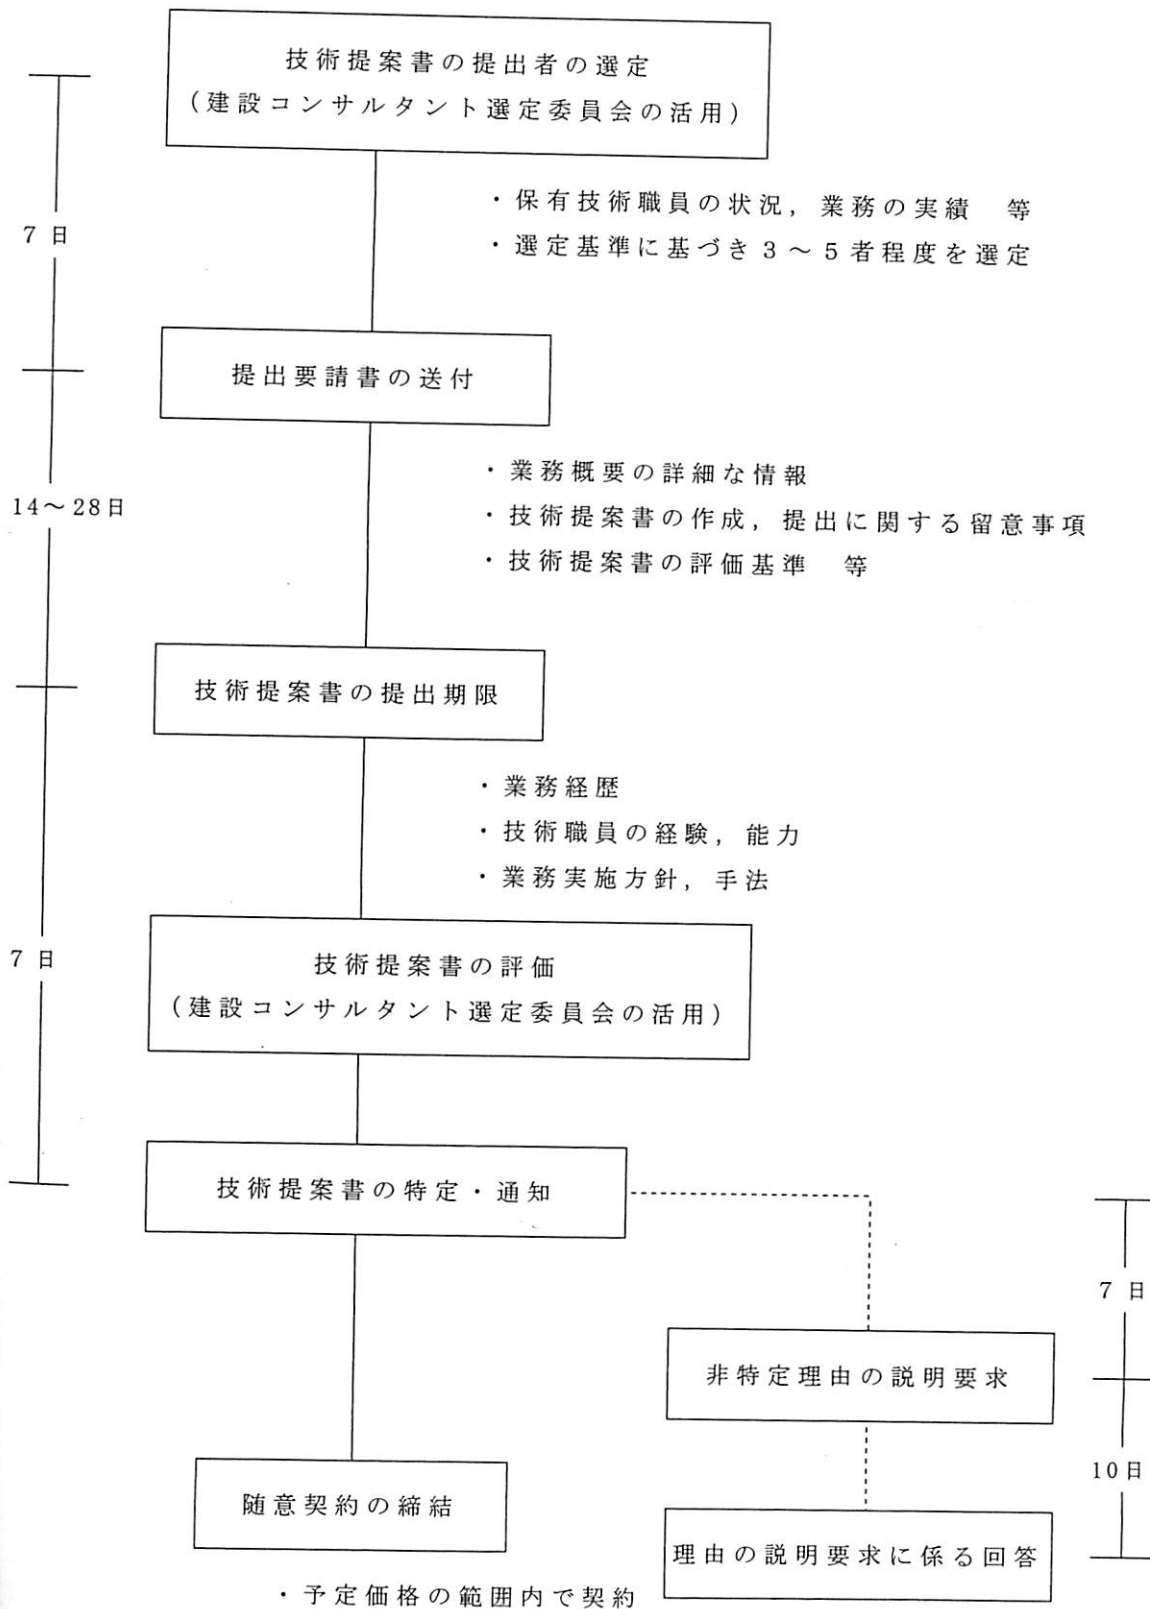 技術提案書の提出者の選定
(建設コンサルタント選定委員会の活用)
・保有技術職員の状況，業務の実績　等
・選定基準に基づき3～5者程度を選定
7日
提出要請書の送付
・業務概要の詳細な情報
・技術提案書の作成，提出に関する留意事項
・技術提案書の評価基準　等
14～28日
技術提案書の提出期限
・業務経歴
・技術職員の経験，能力
・業務実施方針，手法
7日
技術提案書の評価
(建設コンサルタント選定委員会の活用)
技術提案書の特定・通知
7日
非特定理由の説明要求
10日
随意契約の締結
理由の説明要求に係る回答
・予定価格の範囲内で契約